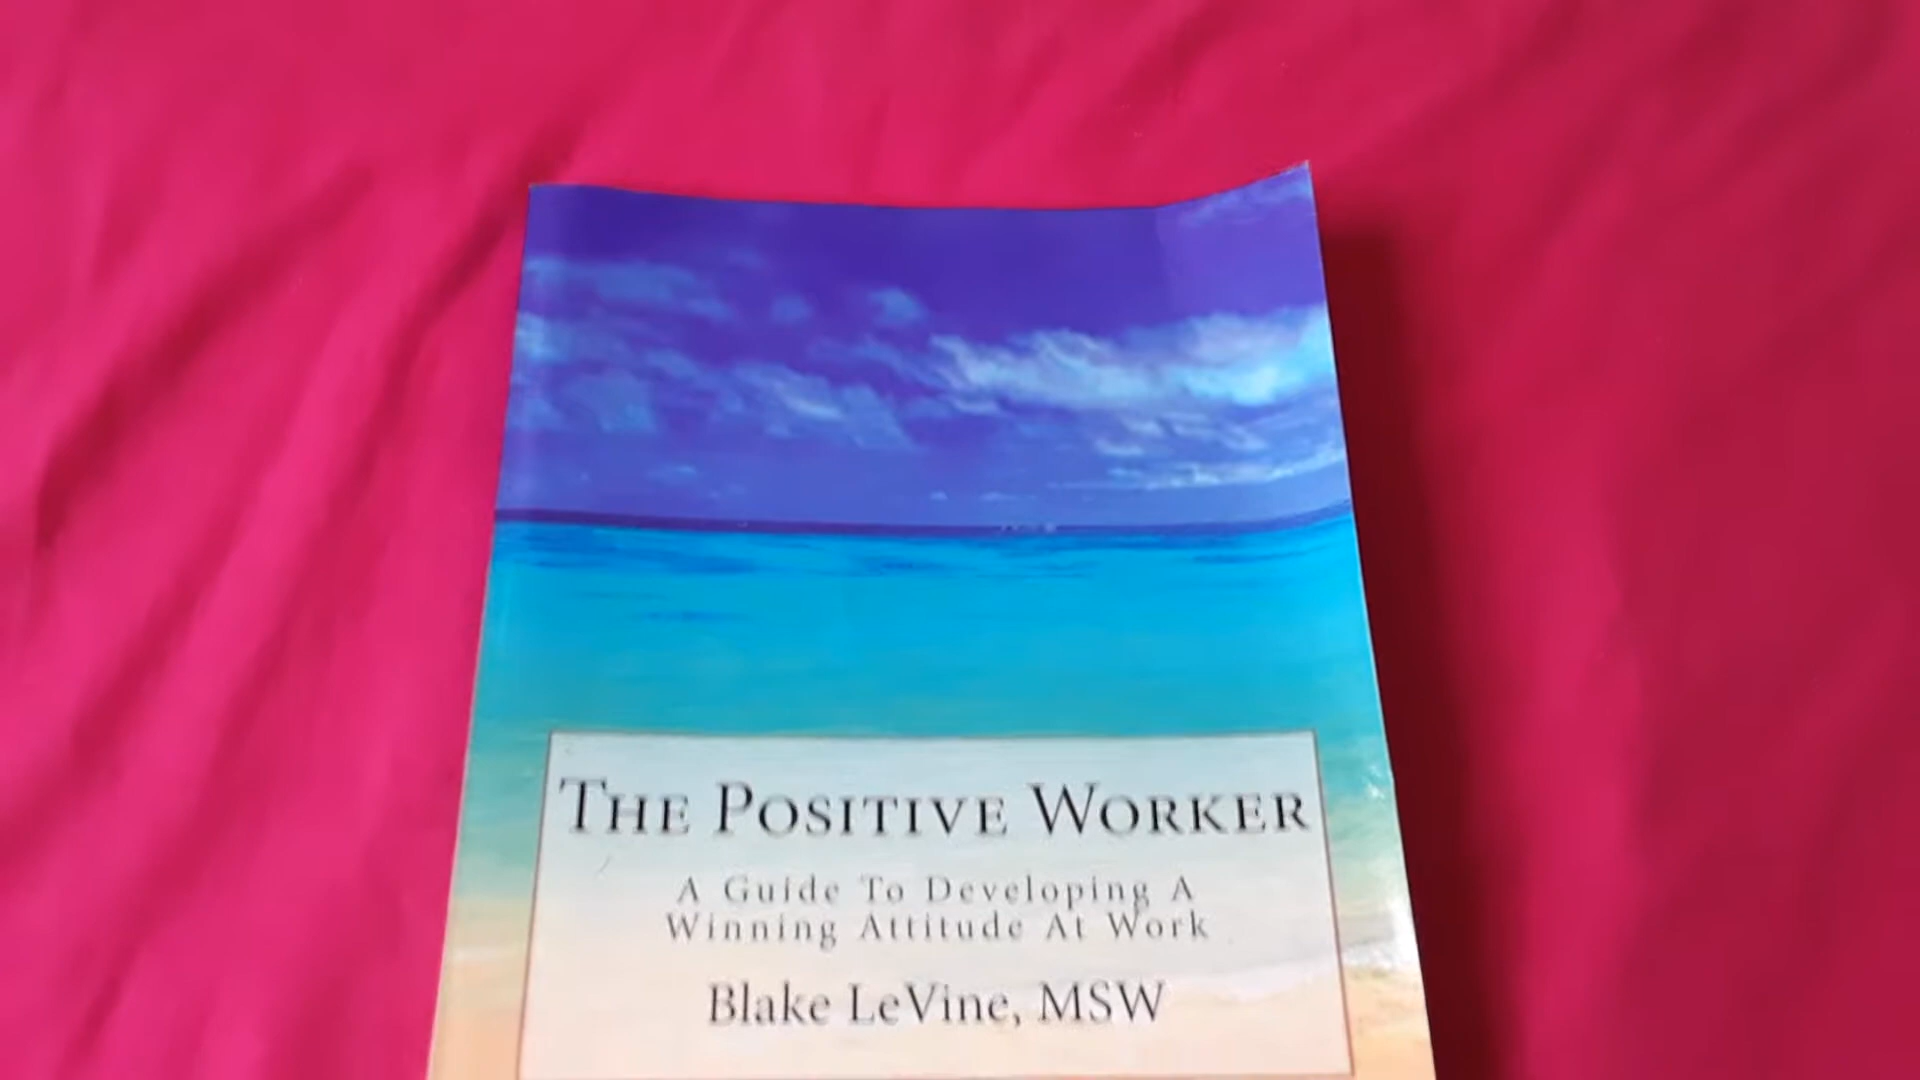 THE POSITIVE WORKER
A Guide To Developing A
Winning Attitude At Work
Blake LeVine, MSW